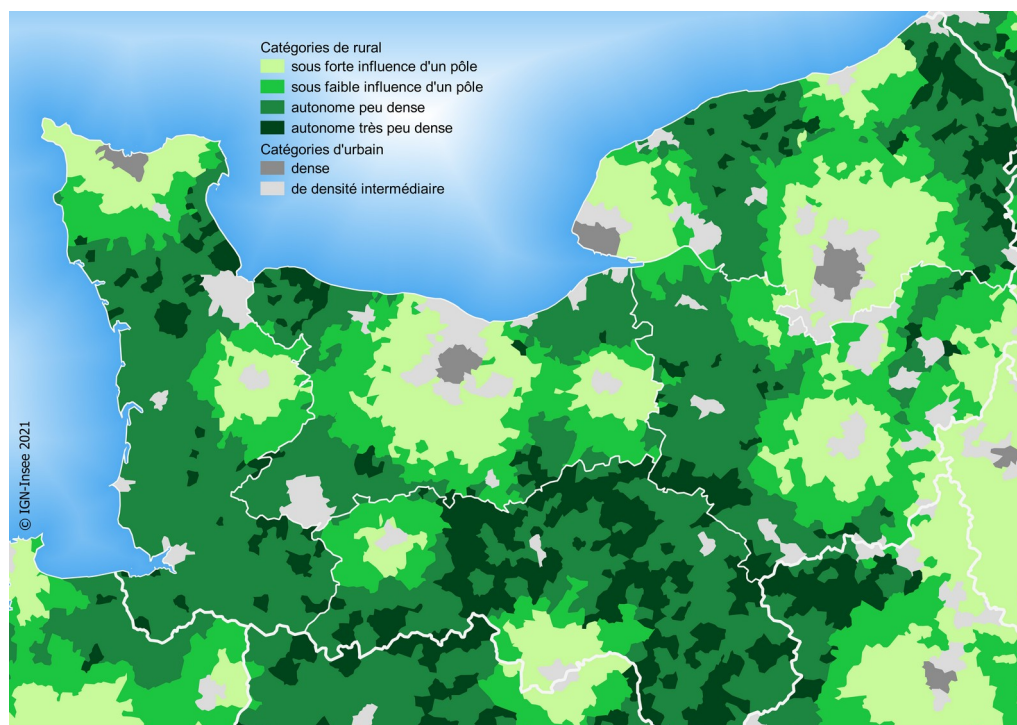 Catégories de rural
sous forte influence d'un pôle
sous faible influence d'un pôle
autonome peu dense
autonome très peu dense
Catégories d'urbain
dense
de densité intermédiaire
© IGN-Insee 2021